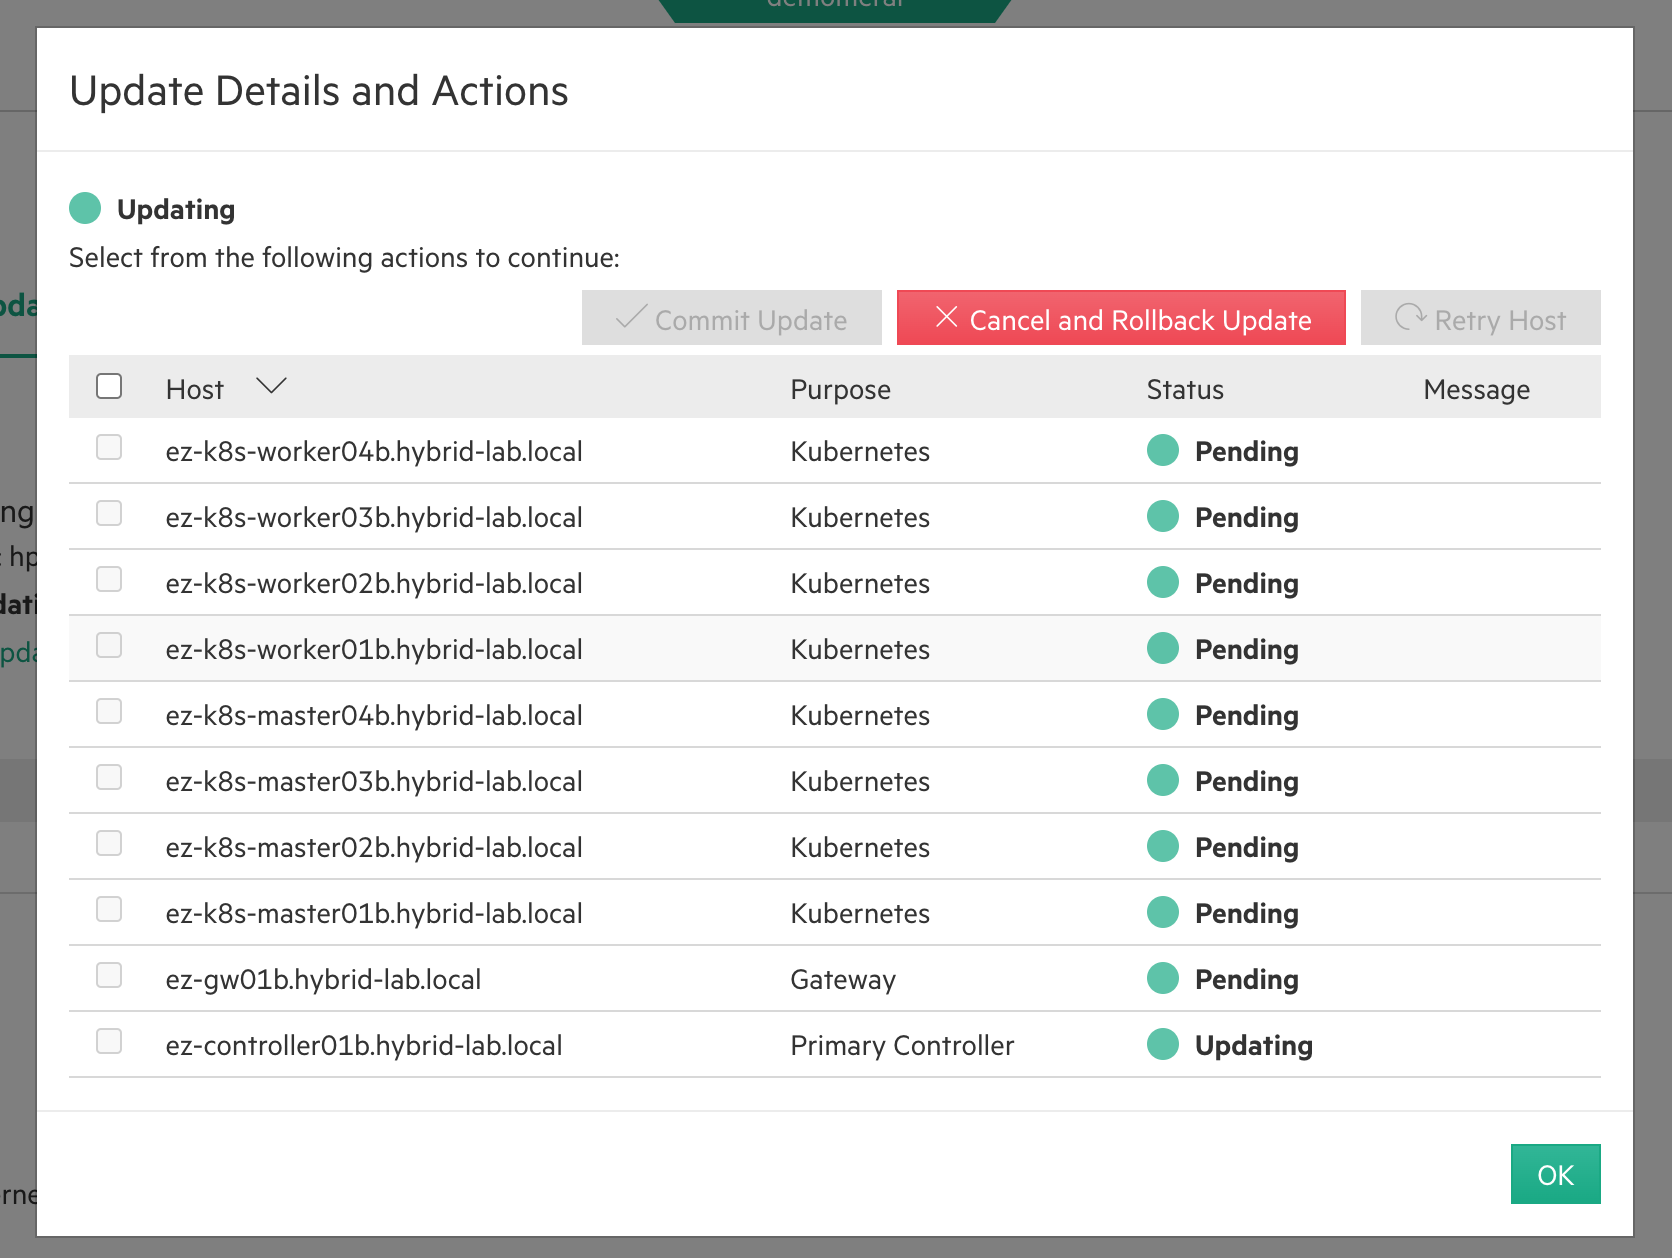 Update Details and Actions
Updating
Select from the following actions to continue:
Commit Update Cancel and Rollback Update Retry Host
Host Purpose Status Message
ez-k8s-worker04b.hybrid-lab.local Kubernetes Pending
ez-k8s-worker03b.hybrid-lab.local Kubernetes Pending
ez-k8s-worker02b.hybrid-lab.local Kubernetes Pending
ez-k8s-worker01b.hybrid-lab.local Kubernetes Pending
ez-k8s-master04b.hybrid-lab.local Kubernetes Pending
ez-k8s-master03b.hybrid-lab.local Kubernetes Pending
ez-k8s-master02b.hybrid-lab.local Kubernetes Pending
ez-k8s-master01b.hybrid-lab.local Kubernetes Pending
ez-gw01b.hybrid-lab.local Gateway Pending
ez-controller01b.hybrid-lab.local Primary Controller Updating
OK